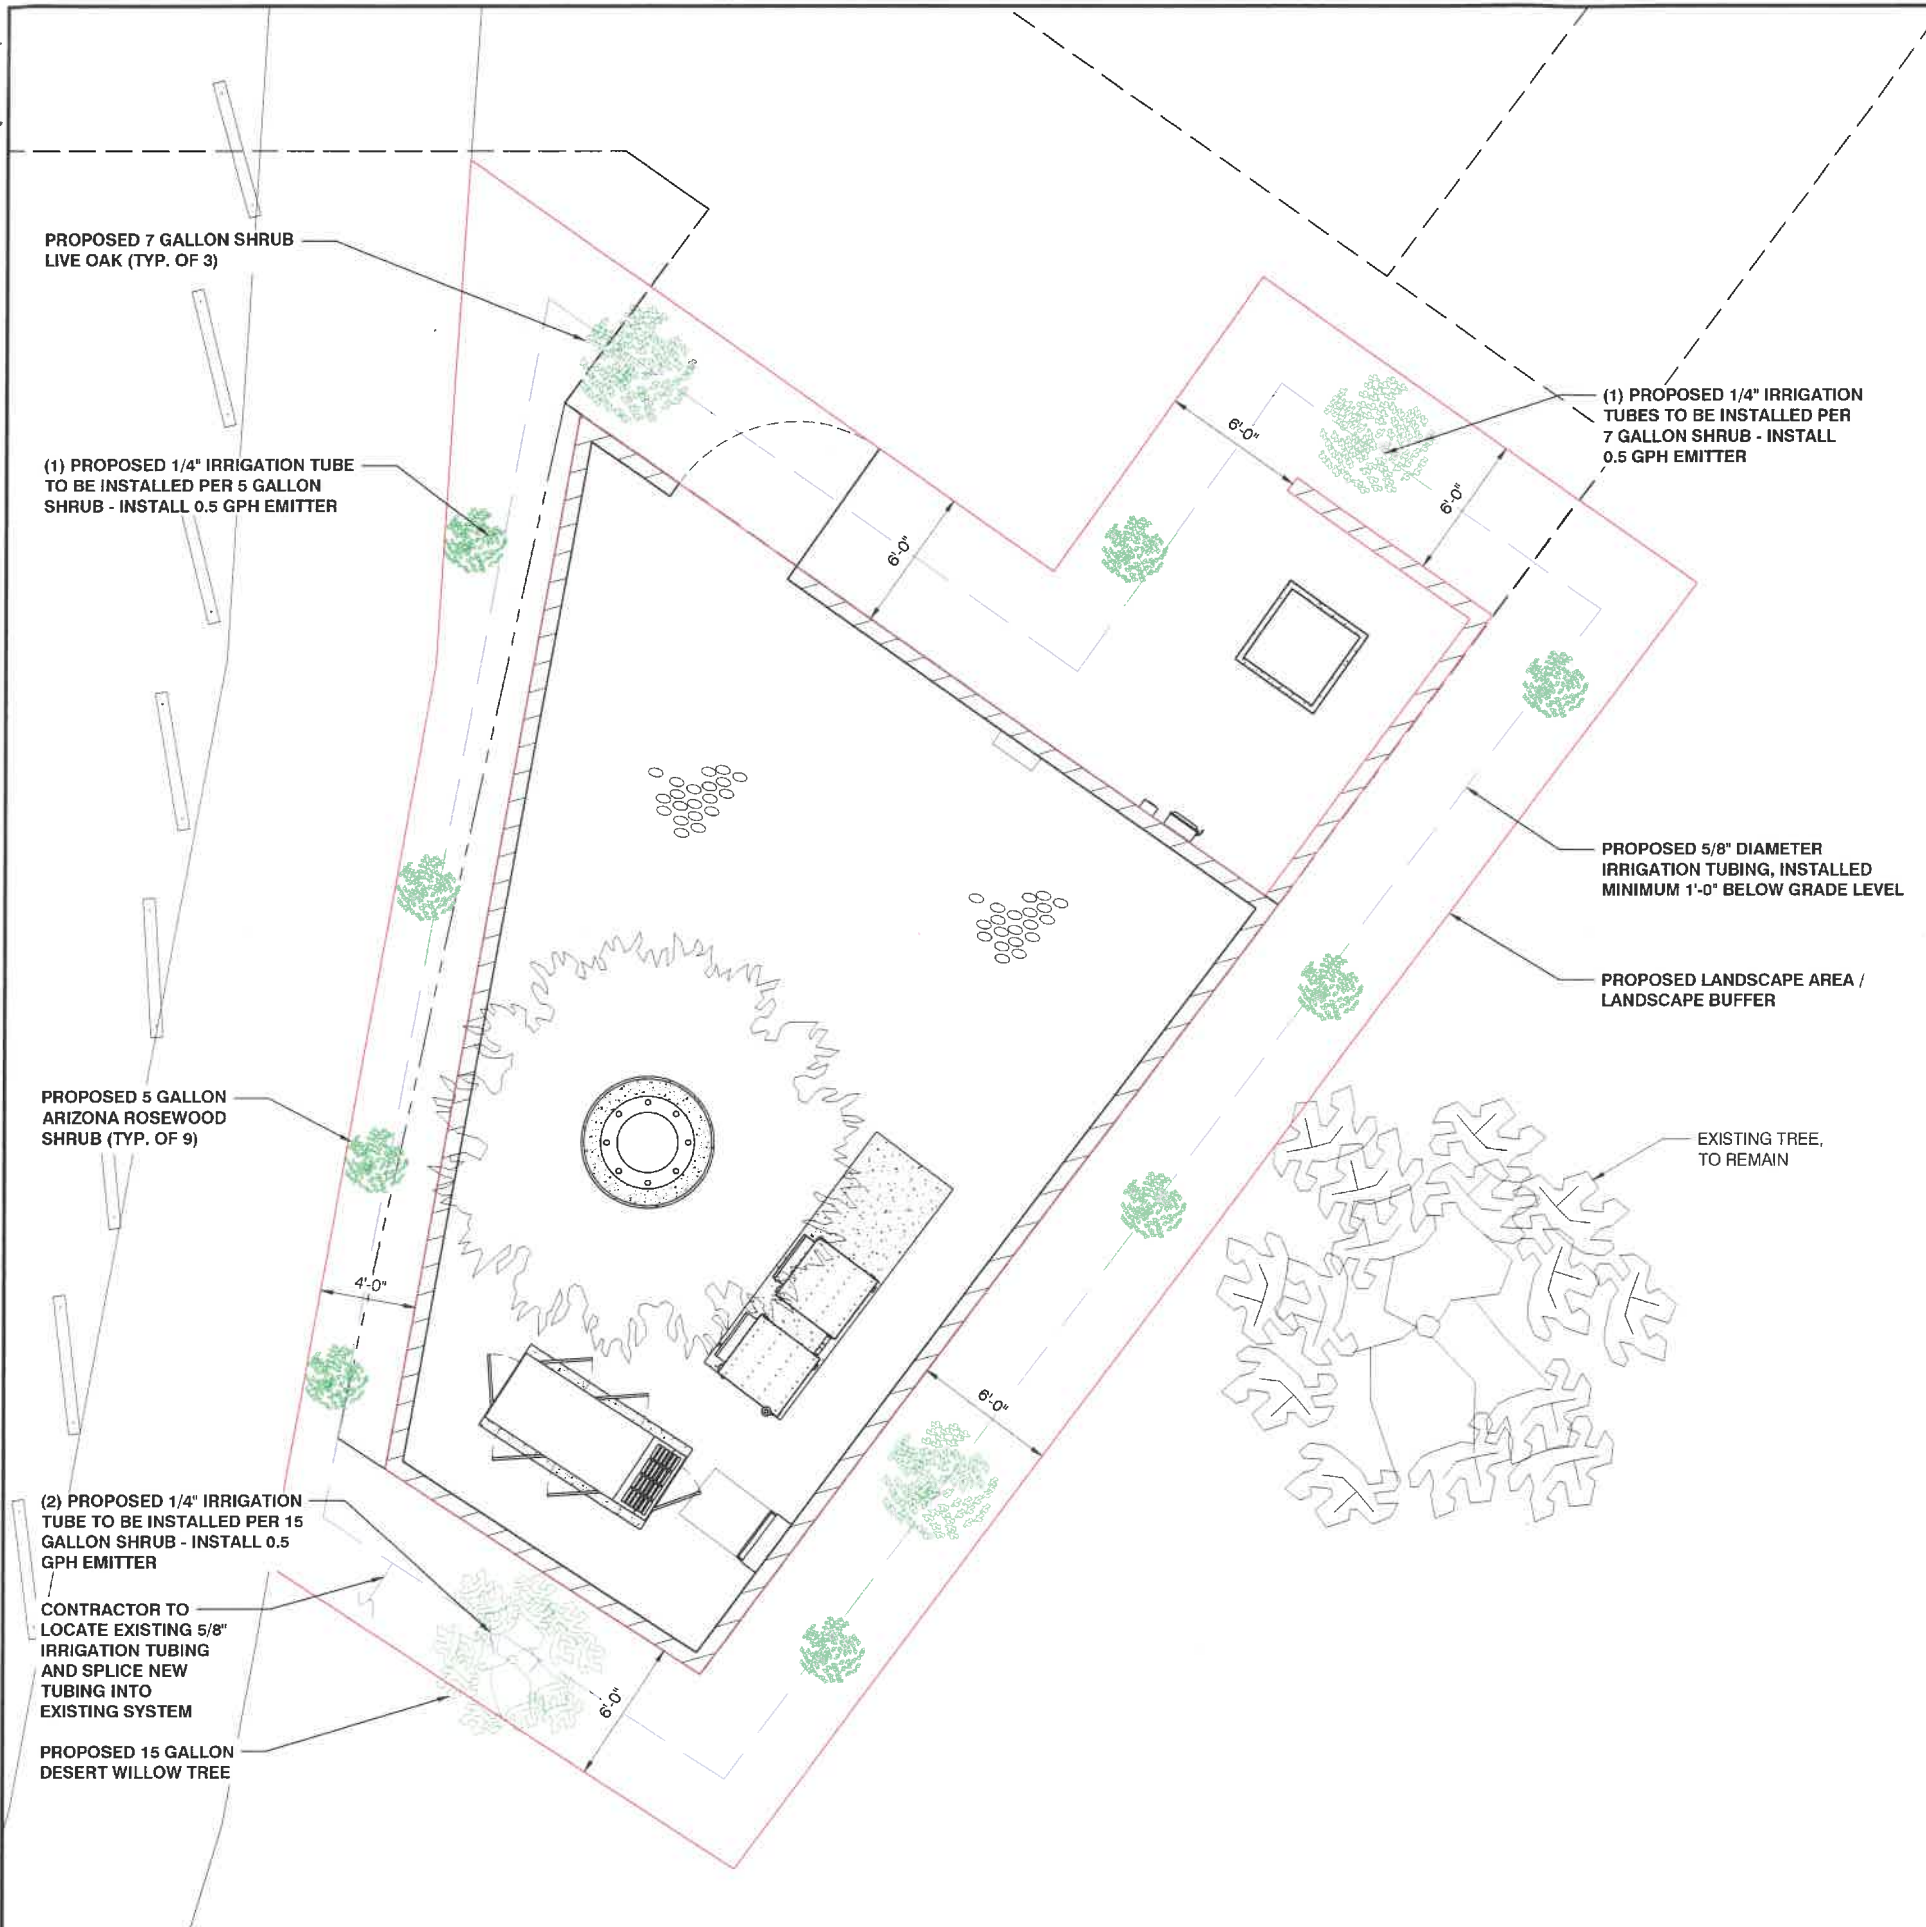 PROPOSED 7 GALLON SHRUB
LIVE OAK (TYP. OF 3)
(1) PROPOSED 1/4" IRRIGATION TUBE
TO BE INSTALLED PER 5 GALLON
SHRUB - INSTALL 0.5 GPH EMITTER
6'-0"
6'-0"
6'-0"
(1) PROPOSED 1/4" IRRIGATION
TUBES TO BE INSTALLED PER
7 GALLON SHRUB - INSTALL
0.5 GPH EMITTER
PROPOSED 5/8" DIAMETER
IRRIGATION TUBING, INSTALLED
MINIMUM 1'-0" BELOW GRADE LEVEL
PROPOSED LANDSCAPE AREA /
LANDSCAPE BUFFER
PROPOSED 5 GALLON
ARIZONA ROSEWOOD
SHRUB (TYP. OF 9)
EXISTING TREE,
TO REMAIN
4'-0"
6'-0"
(2) PROPOSED 1/4" IRRIGATION
TUBE TO BE INSTALLED PER 15
GALLON SHRUB - INSTALL 0.5
GPH EMITTER
CONTRACTOR TO
LOCATE EXISTING 5/8"
IRRIGATION TUBING
AND SPLICE NEW
TUBING INTO
EXISTING SYSTEM
6'-0"
PROPOSED 15 GALLON
DESERT WILLOW TREE